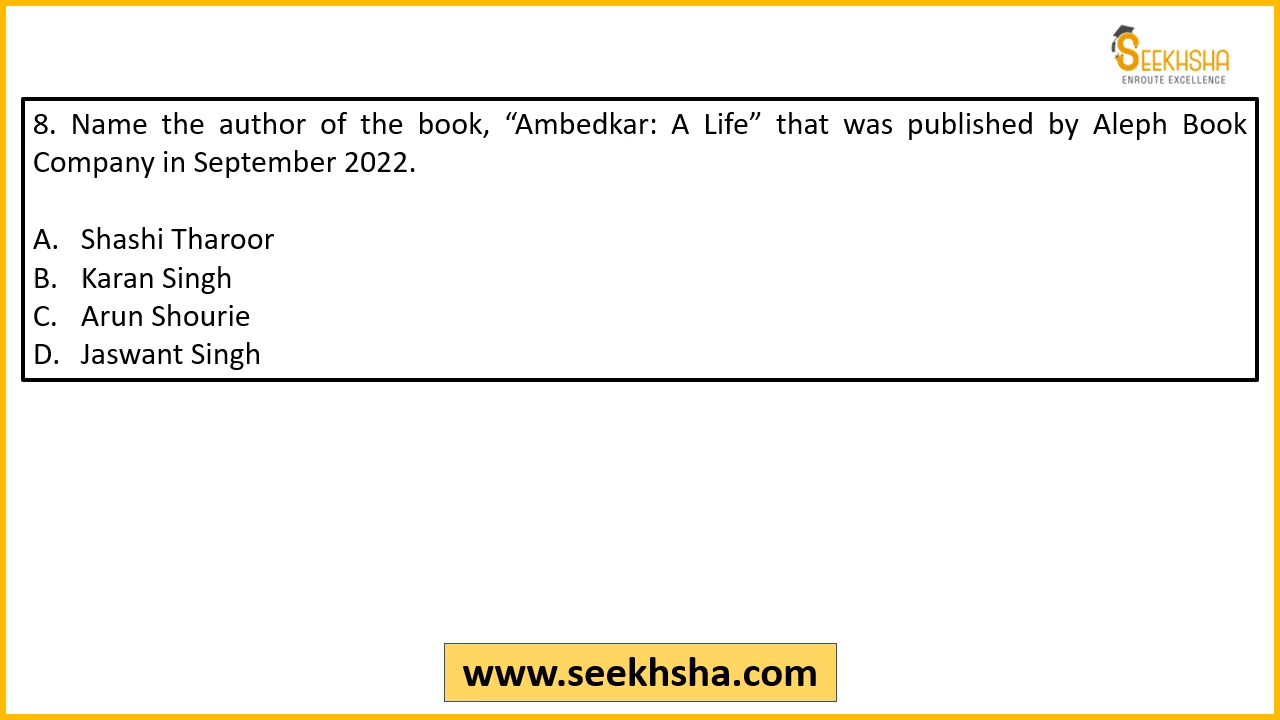 SEEKHSHA
ENROUTE EXCELLENCE
8. Name the author of the book, “Ambedkar: A Life” that was published by Aleph Book
Company in September 2022.
A. Shashi Tharoor
B. Karan Singh
C. Arun Shourie
D. Jaswant Singh
www.seekhsha.com